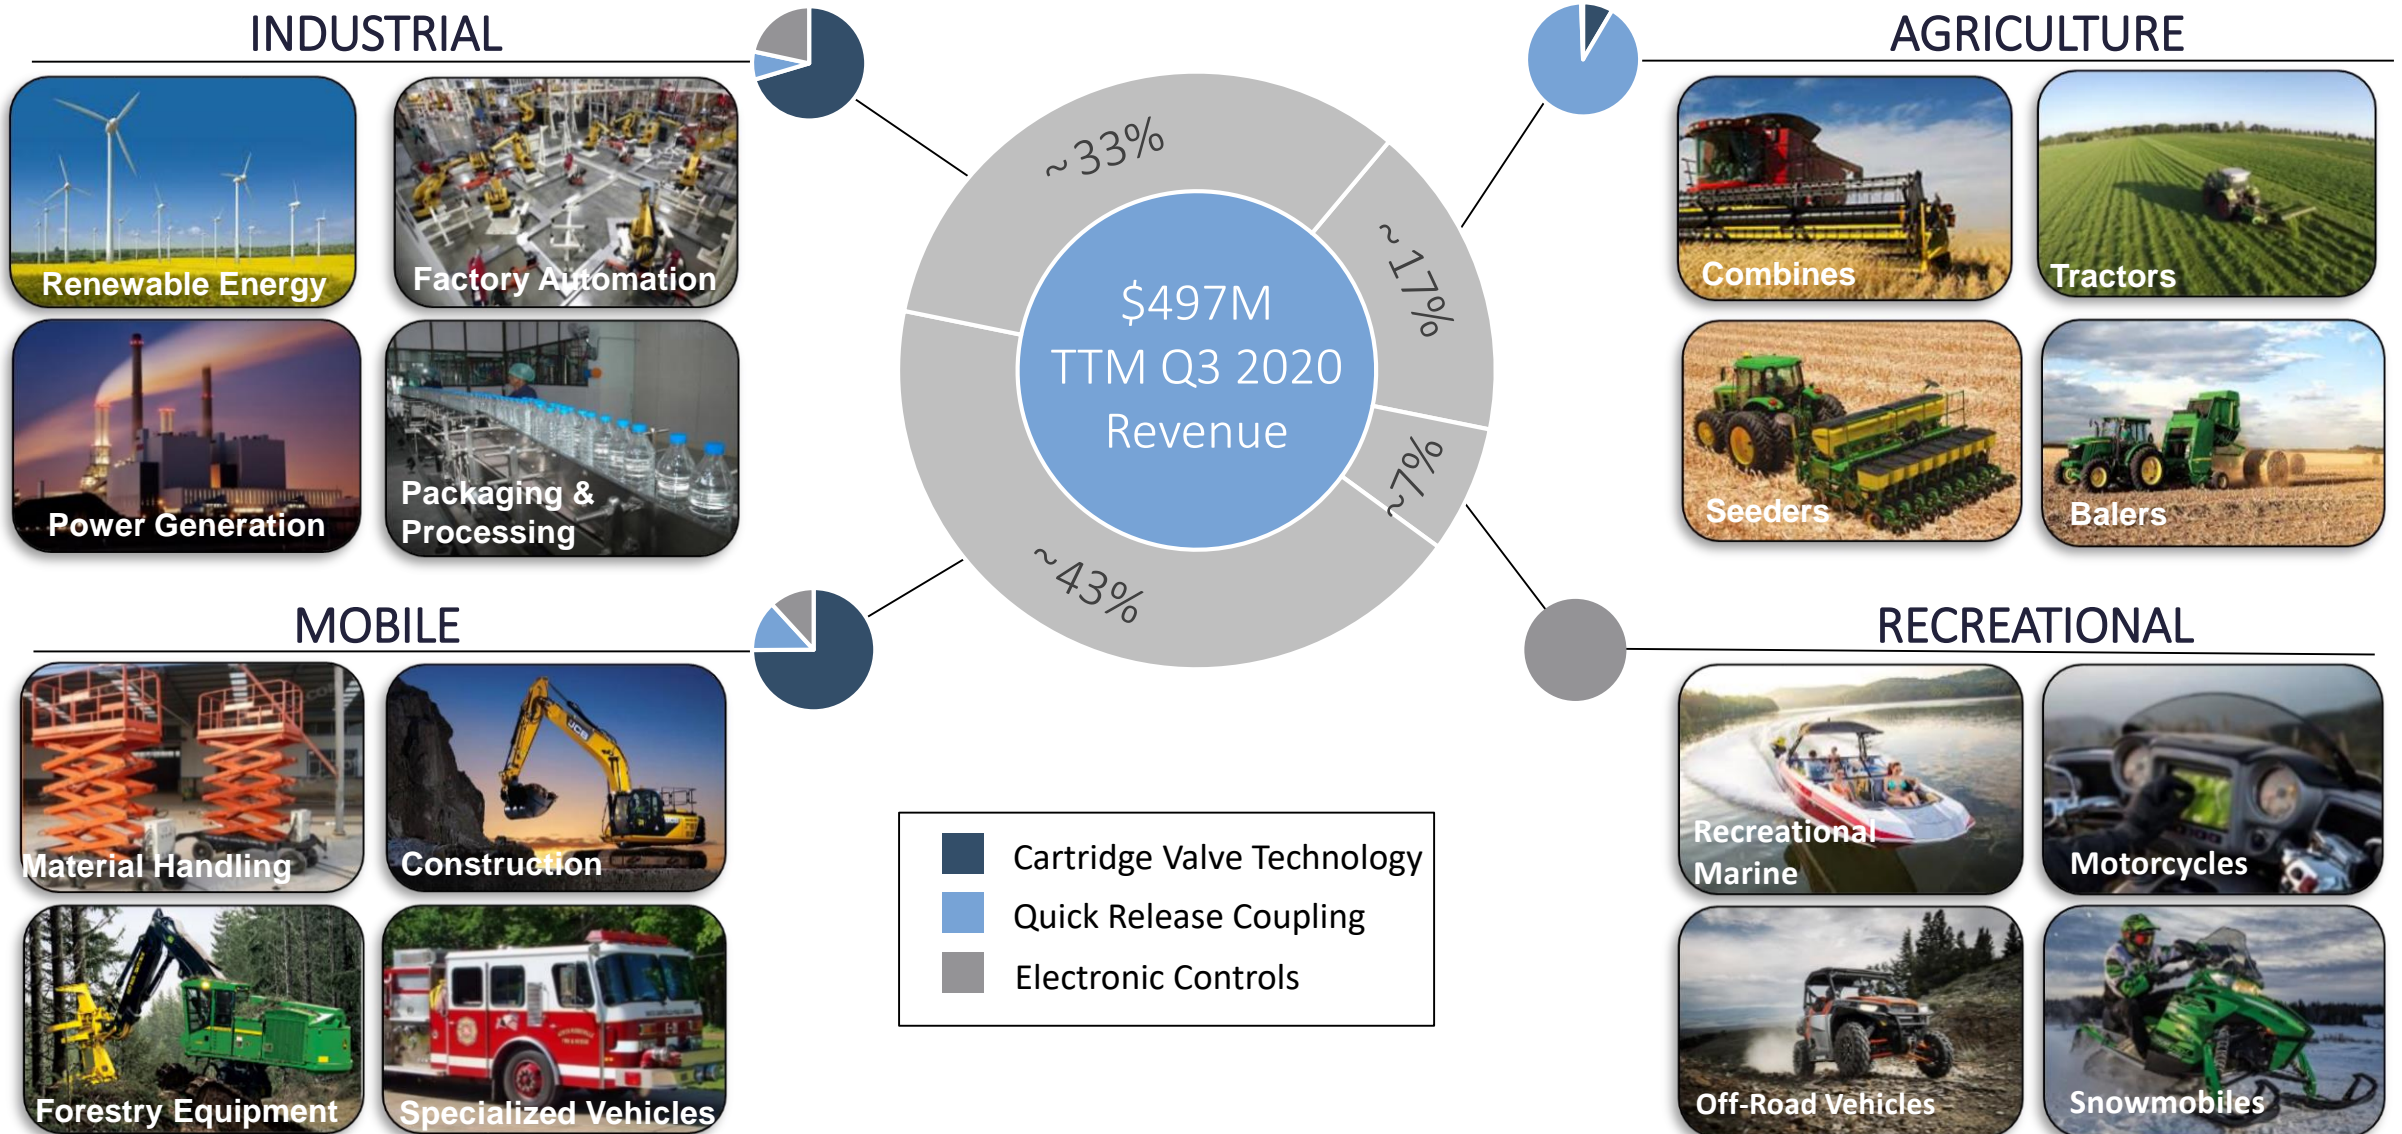 INDUSTRIAL
Renewable Energy
Factory Automation
Power Generation
Packaging &
Processing
MOBILE
Material Handling
Construction
JCB
Forestry Equipment
Specialized Vehicles
~33%
~17%
~7%
~43%
$497M
TTM Q3 2020
Revenue
Cartridge Valve Technology
Quick Release Coupling
Electronic Controls
AGRICULTURE
Combines
Tractors
Seeders
Balers
RECREATIONAL
Recreational
Marine
Motorcycles
Off-Road Vehicles
Snowmobiles